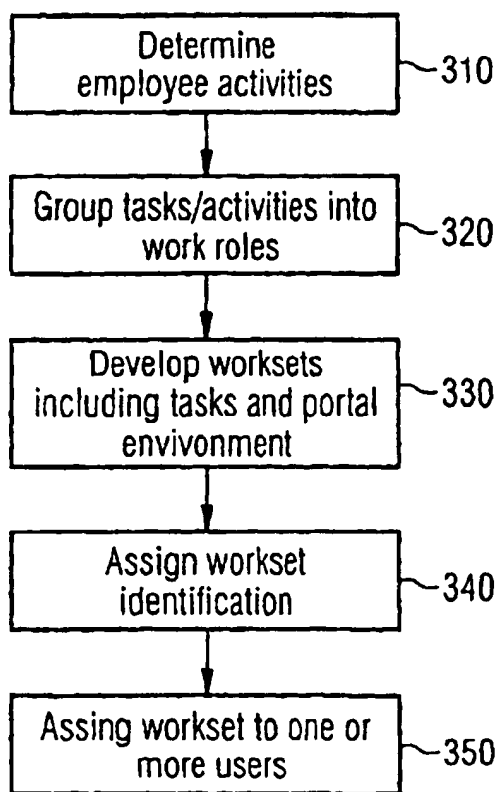 Determine
employee activities
310
Group tasks/activities into
work roles
320
Develop worksets
including tasks and portal
envivonment
330
Assign workset
identification
340
Assing workset to one or
more users
350